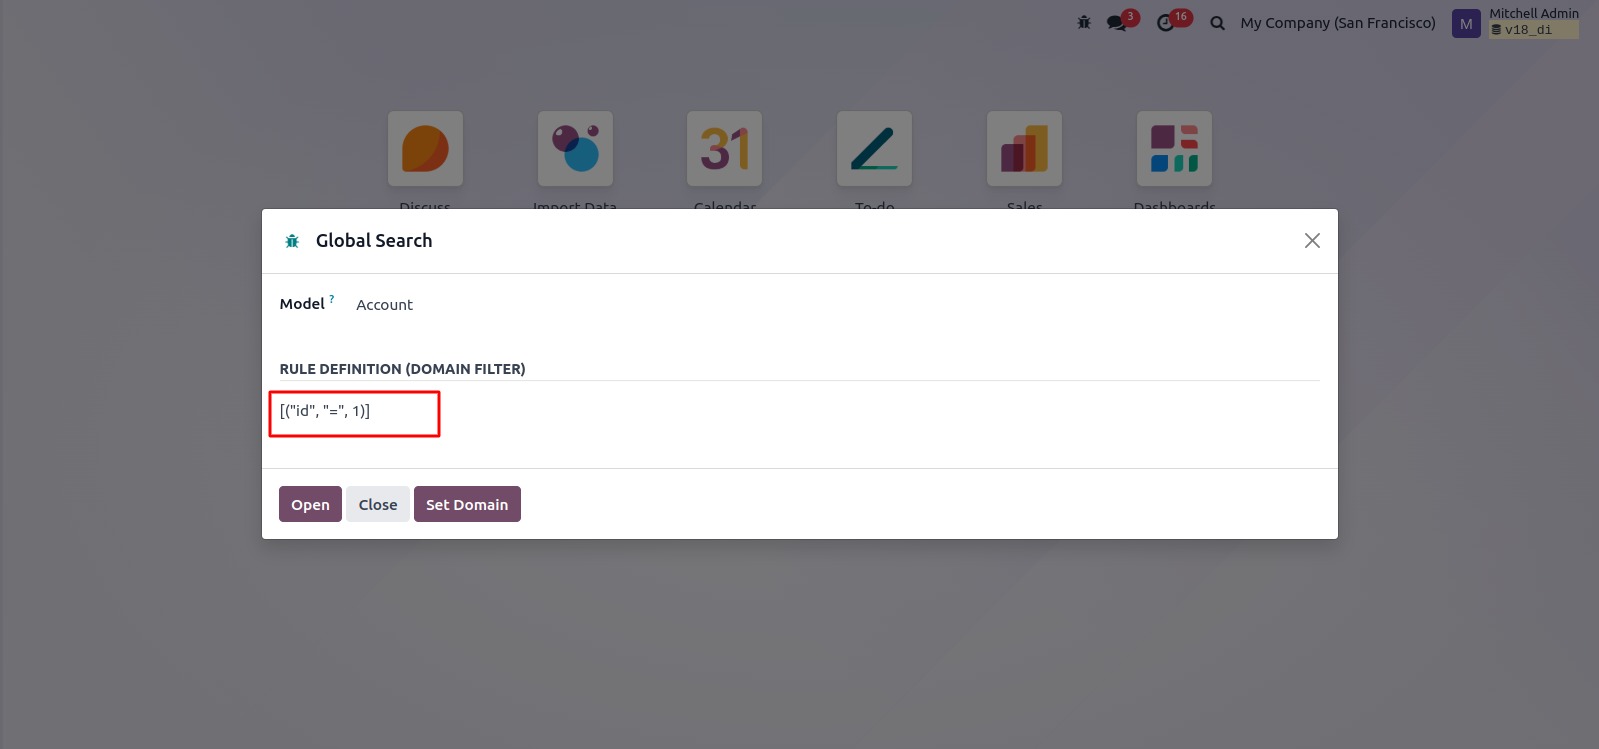 3
16
My Company (San Francisco)
M
Mitchell Admin
v18_di
31
Discuss
Import Data
Calendar
To-do
Sales
Dashboards
Global Search
Model ?
Account
RULE DEFINITION (DOMAIN FILTER)
[("id", "=", 1)]
Open
Close
Set Domain